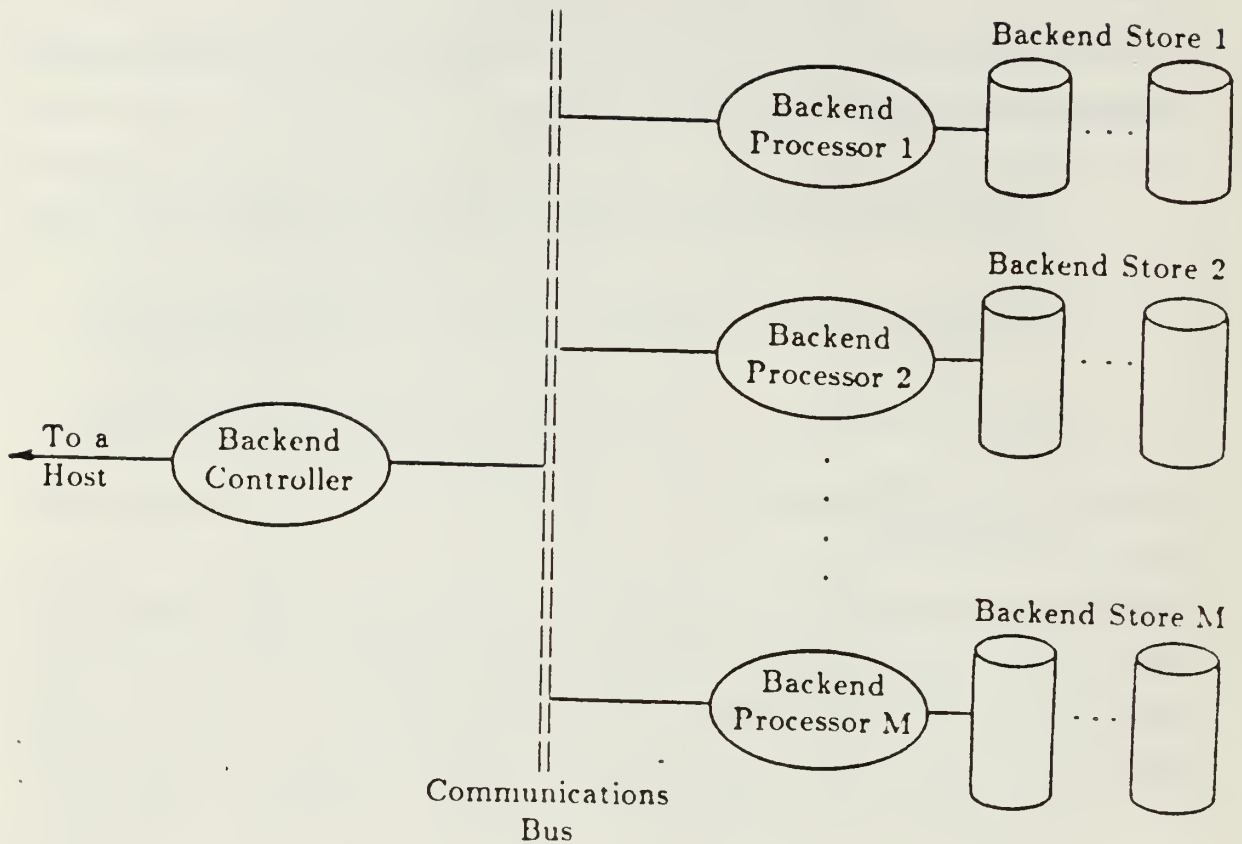 Backend Store 1
Backend
Processor 1
Backend Store 2
Backend
Processor 2
To a
Host
Backend
Controller
Backend Store M
Backend
Processor M
Communications
Bus